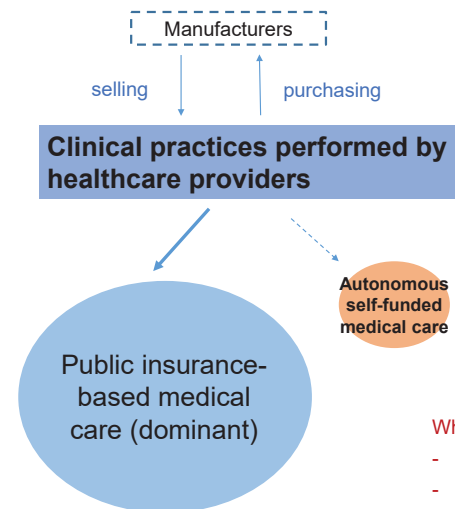 Manufacturers
selling
purchasing
Clinical practices performed by
healthcare providers
Autonomous
self-funded
medical care
Public insurance-
based medical
care (dominant)
-
-